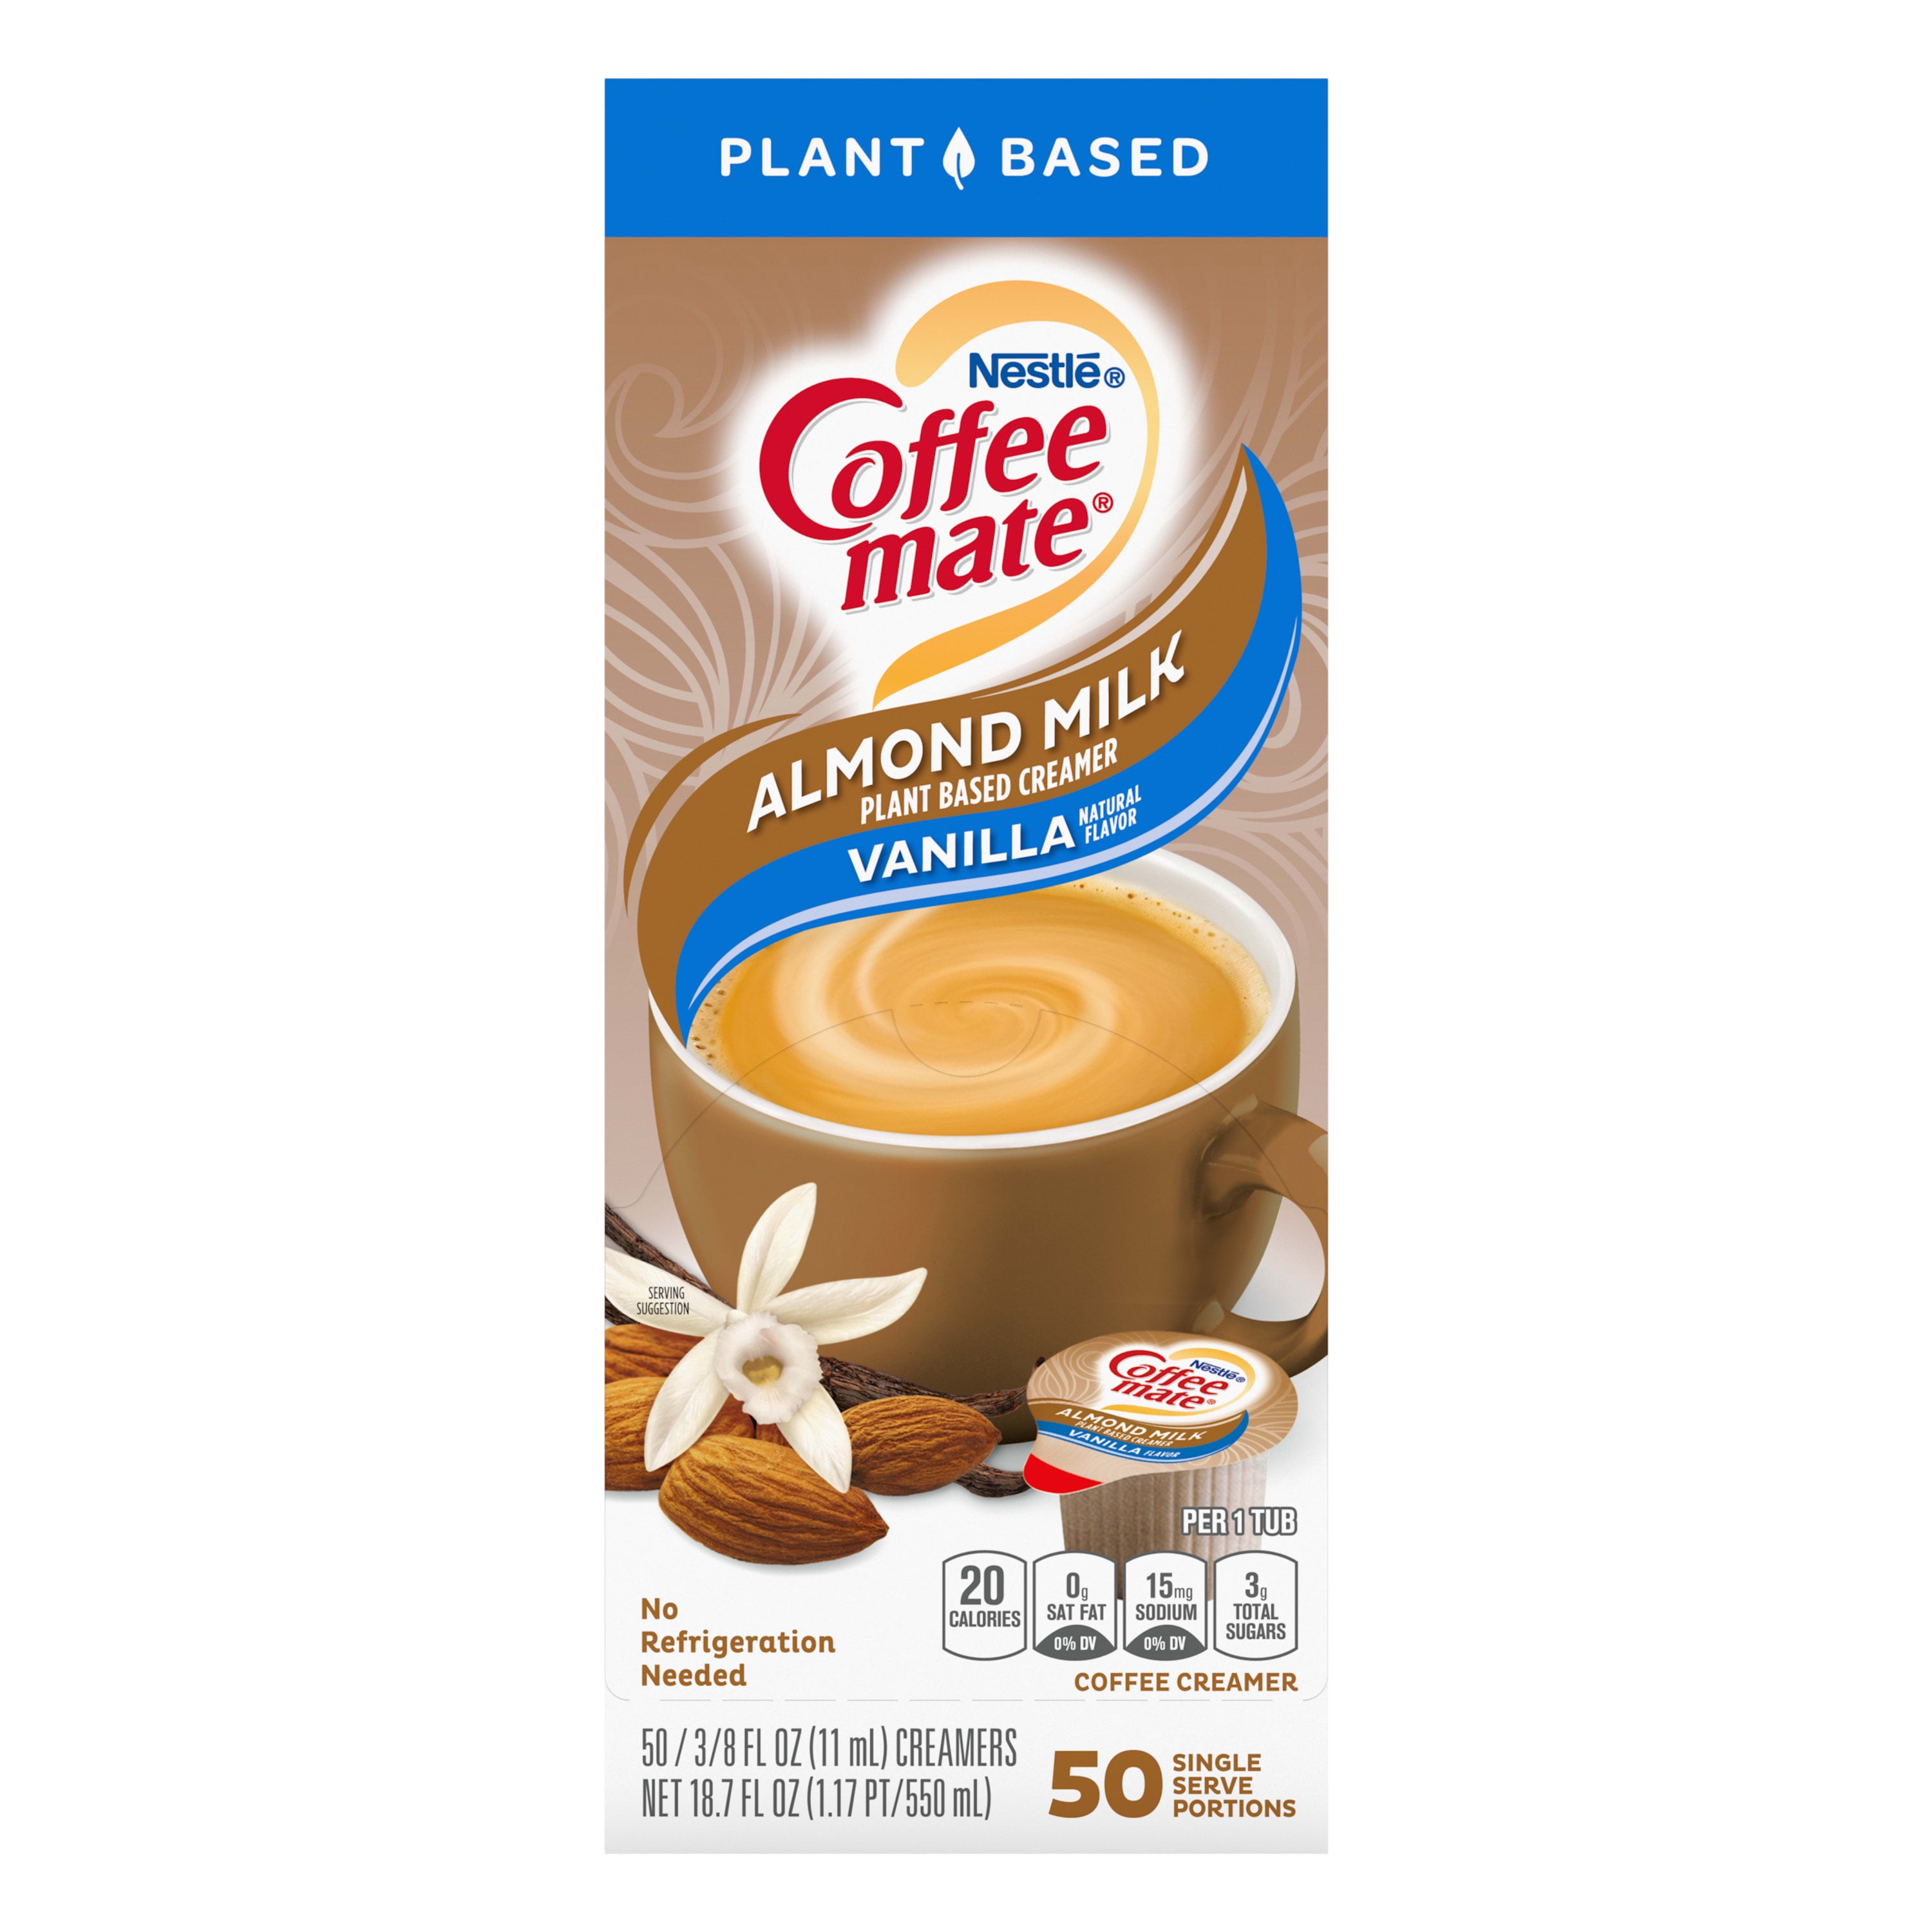 PLANT BASED
Nestlé®
Coffee
mate®
ALMOND MILK
PLANT BASED CREAMER
VANILLA NATURAL
FLAVOR
SERVING
SUGGESTION
Nestlé®
Coffee
mate®
ALMOND MILK
PLANT BASED CREAMER
VANILLA FLAVOR
PER 1 TUB
20
CALORIES
0g
SAT FAT
0% DV
15mg
SODIUM
0% DV
3g
TOTAL
SUGARS
No
Refrigeration
Needed
COFFEE CREAMER
50 / 3/8 FL OZ (11 mL) CREAMERS
NET 18.7 FL OZ (1.17 PT/550 mL)
50 SINGLE
SERVE
PORTIONS